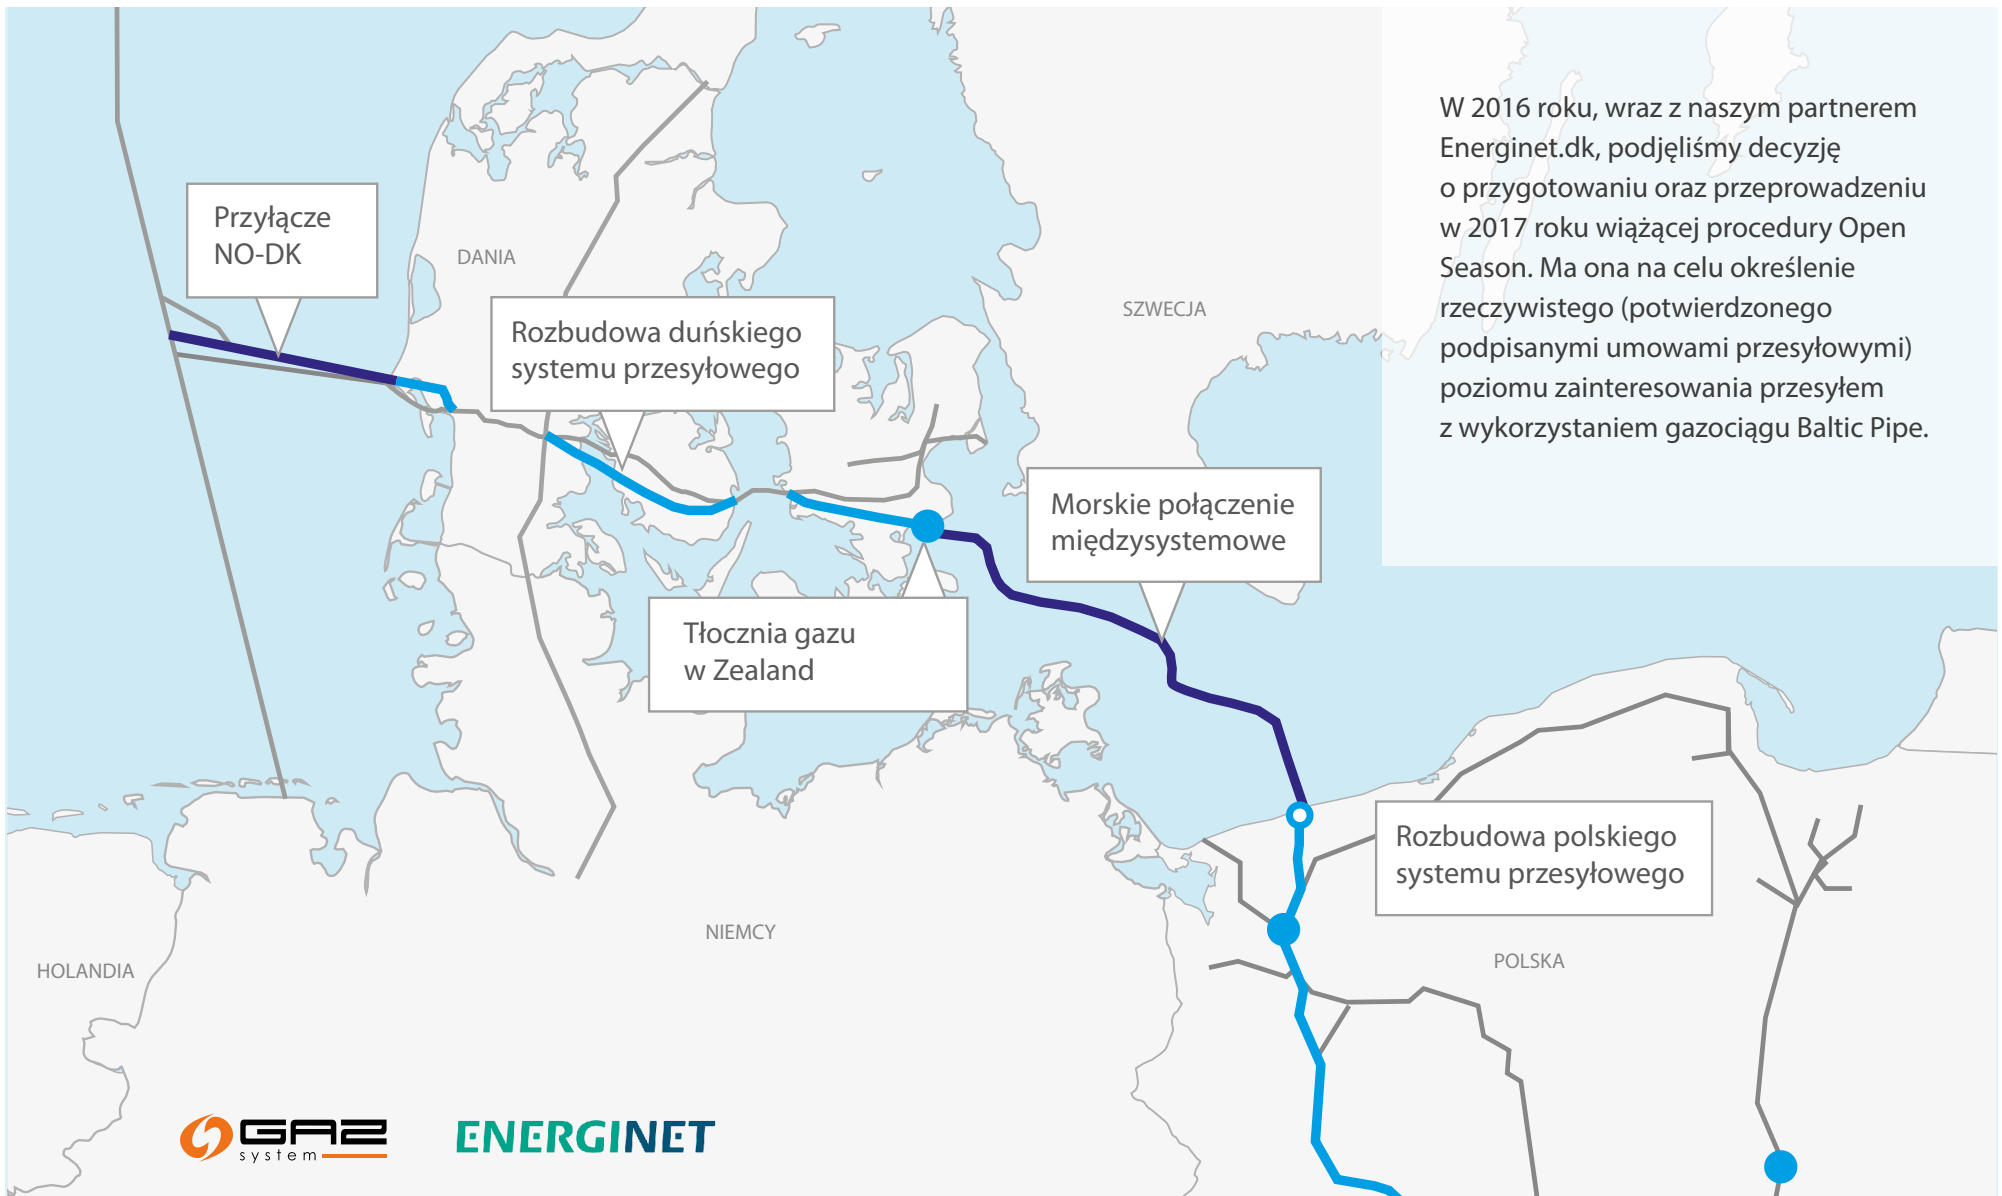 W 2016 roku, wraz z naszym partnerem
Energinet.dk, podjęliśmy decyzję
o przygotowaniu oraz przeprowadzeniu
w 2017 roku wiążącej procedury Open
Season. Ma ona na celu określenie
rzeczywistego (potwierdzonego
podpisanymi umowami przesyłowymi)
poziomu zainteresowania przesyłem
z wykorzystaniem gazociągu Baltic Pipe.
Przyłącze
NO-DK
DANIA
Rozbudowa duńskiego
systemu przesyłowego
SZWECJA
Morskie połączenie
międzysystemowe
Tłocznia gazu
w Zealand
Rozbudowa polskiego
systemu przesyłowego
NIEMCY
HOLANDIA
POLSKA
GAZ
system
ENERGINET